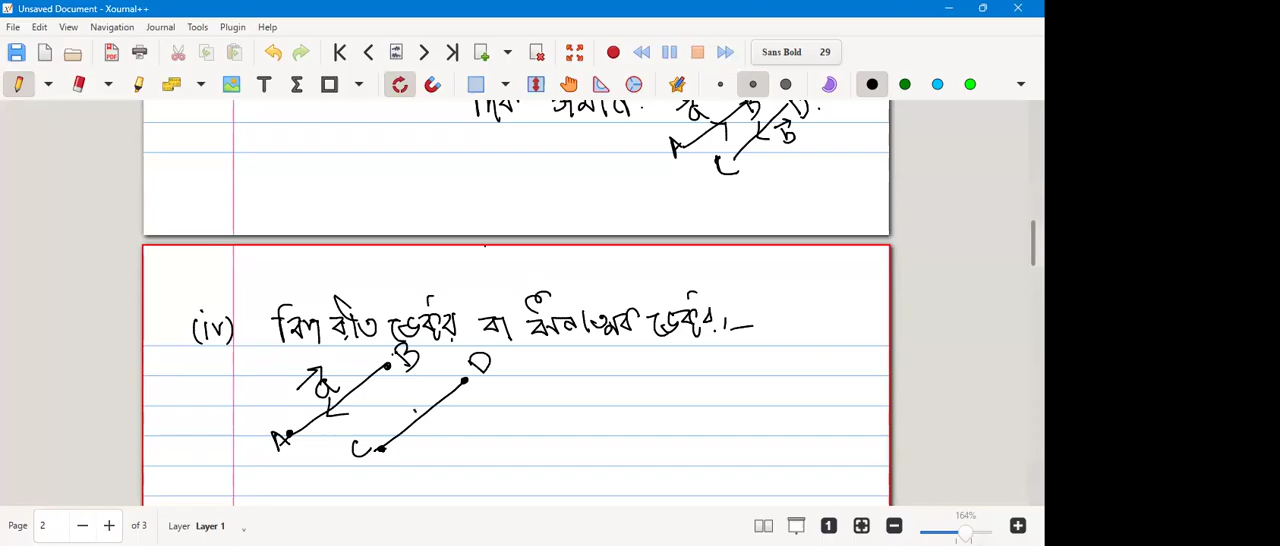 Unsaved Document - Xournal++
File Edit View Navigation Journal Tools Plugin Help
Sans Bold 29
a B D.
A b
C
(iv) বিপরীত ভেক্টর বা ঋনাত্মক ভেক্টর।—
a B D
A C
Page 2 of 3 Layer Layer 1 164%